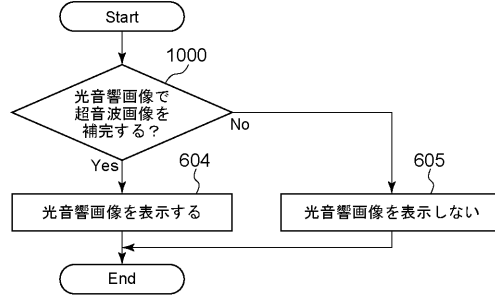 Start
1000
光音響画像で
超音波画像を
補完する？
No
Yes
604
605
光音響画像を表示する
光音響画像を表示しない
End